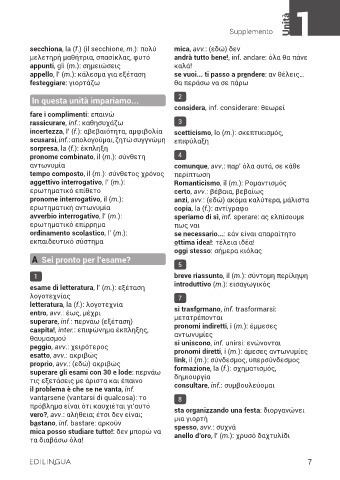 Supplemento
Unità 1
secchiona, la (f.) (il secchione, m.): πολύ
μελετηρή μαθήτρια, σπασίκλας, φυτό
appunti, gli (m.): σημειώσεις
appello, l' (m.): κάλεσμα για εξέταση
festeggiare: γιορτάζω
In questa unità impariamo...
fare i complimenti: επαινώ
rassicurare, inf.: καθησυχάζω
incertezza, l' (f.): αβεβαιότητα, αμφιβολία
scusarsi, inf.: απολογούμαι, ζητώ συγγνώμη
sorpresa, la (f.): έκπληξη
pronome combinato, il (m.): σύνθετη
αντωνυμία
tempo composto, il (m.): σύνθετος χρόνος
aggettivo interrogativo, l' (m.):
ερωτηματικό επίθετο
pronome interrogativo, il (m.):
ερωτηματική αντωνυμία
avverbio interrogativo, l' (m.):
ερωτηματικό επίρρημα
ordinamento scolastico, l' (m.):
εκπαιδευτικό σύστημα
A Sei pronto per l'esame?
1
esame di letteratura, l' (m.): εξέταση
λογοτεχνίας
letteratura, la (f.): λογοτεχνία
entro, avv.: έως, μέχρι
superare, inf.: περνάω (εξέταση)
caspita!, inter.: επιφώνημα έκπληξης,
θαυμασμού
peggio, avv.: χειρότερος
esatto, avv.: ακριβώς
proprio, avv.: (εδώ) ακριβώς
superare gli esami con 30 e lode: περνάω
τις εξετάσεις με άριστα και έπαινο
il problema è che se ne vanta, inf.
vantarsene (vantarsi di qualcosa): το
πρόβλημα είναι ότι καυχιέται γι'αυτό
vero?, avv.: αλήθεια; έτσι δεν είναι;
bastano, inf. bastare: αρκούν
mica posso studiare tutto!: δεν μπορώ να
τα διαβάσω όλα!
mica, avv.: (εδώ) δεν
andrà tutto bene!, inf. andare: όλα θα πάνε
καλά!
se vuoi... ti passo a prendere: αν θέλεις...
θα περάσω να σε πάρω
2
considera, inf. considerare: θεωρεί
3
scetticismo, lo (m.): σκεπτικισμός,
επιφύλαξη
4
comunque, avv.: παρ' όλα αυτά, σε κάθε
περίπτωση
Romanticismo, il (m.): Ρομαντισμός
certo, avv.: βέβαια, βεβαίως
anzi, avv.: (εδώ) ακόμα καλύτερα, μάλιστα
copia, la (f.): αντίγραφο
speriamo di sì, inf. sperare: ας ελπίσουμε
πως ναι
se necessario...: εάν είναι απαραίτητο
ottima idea!: τέλεια ιδέα!
oggi stesso: σήμερα κιόλας
5
breve riassunto, il (m.): σύντομη περίληψη
introduttivo (m.): εισαγωγικός
7
si trasformano, inf. trasformarsi:
μετατρέπονται
pronomi indiretti, i (m.): έμμεσες
αντωνυμίες
si uniscono, inf. unirsi: ενώνονται
pronomi diretti, i (m.): άμεσες αντωνυμίες
link, il (m.): σύνδεσμος, υπερσύνδεσμος
formazione, la (f.): σχηματισμός,
δημιουργία
consultare, inf.: συμβουλεύομαι
8
sta organizzando una festa: διοργανώνει
μια γιορτή
spesso, avv.: συχνά
anello d'oro, l' (m.): χρυσό δαχτυλίδι
EDILINGUA
7